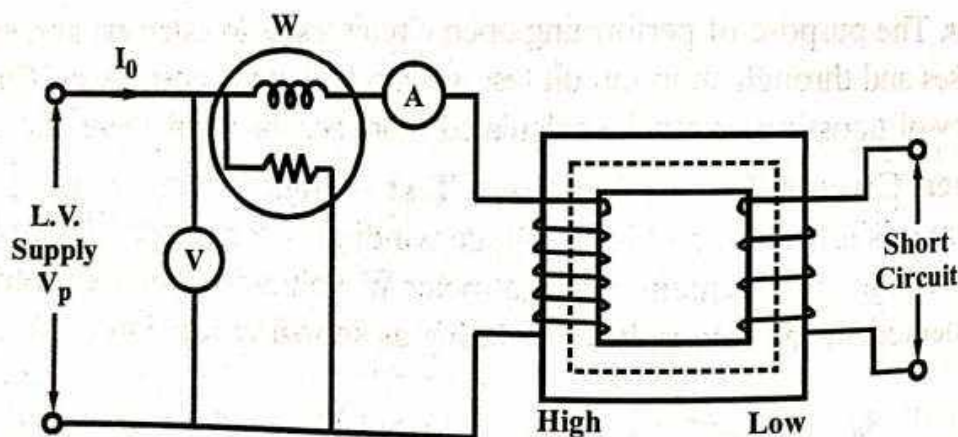 W
I₀
A
L.V.
Supply
Vₚ
V
Short
Circuit
High
Low